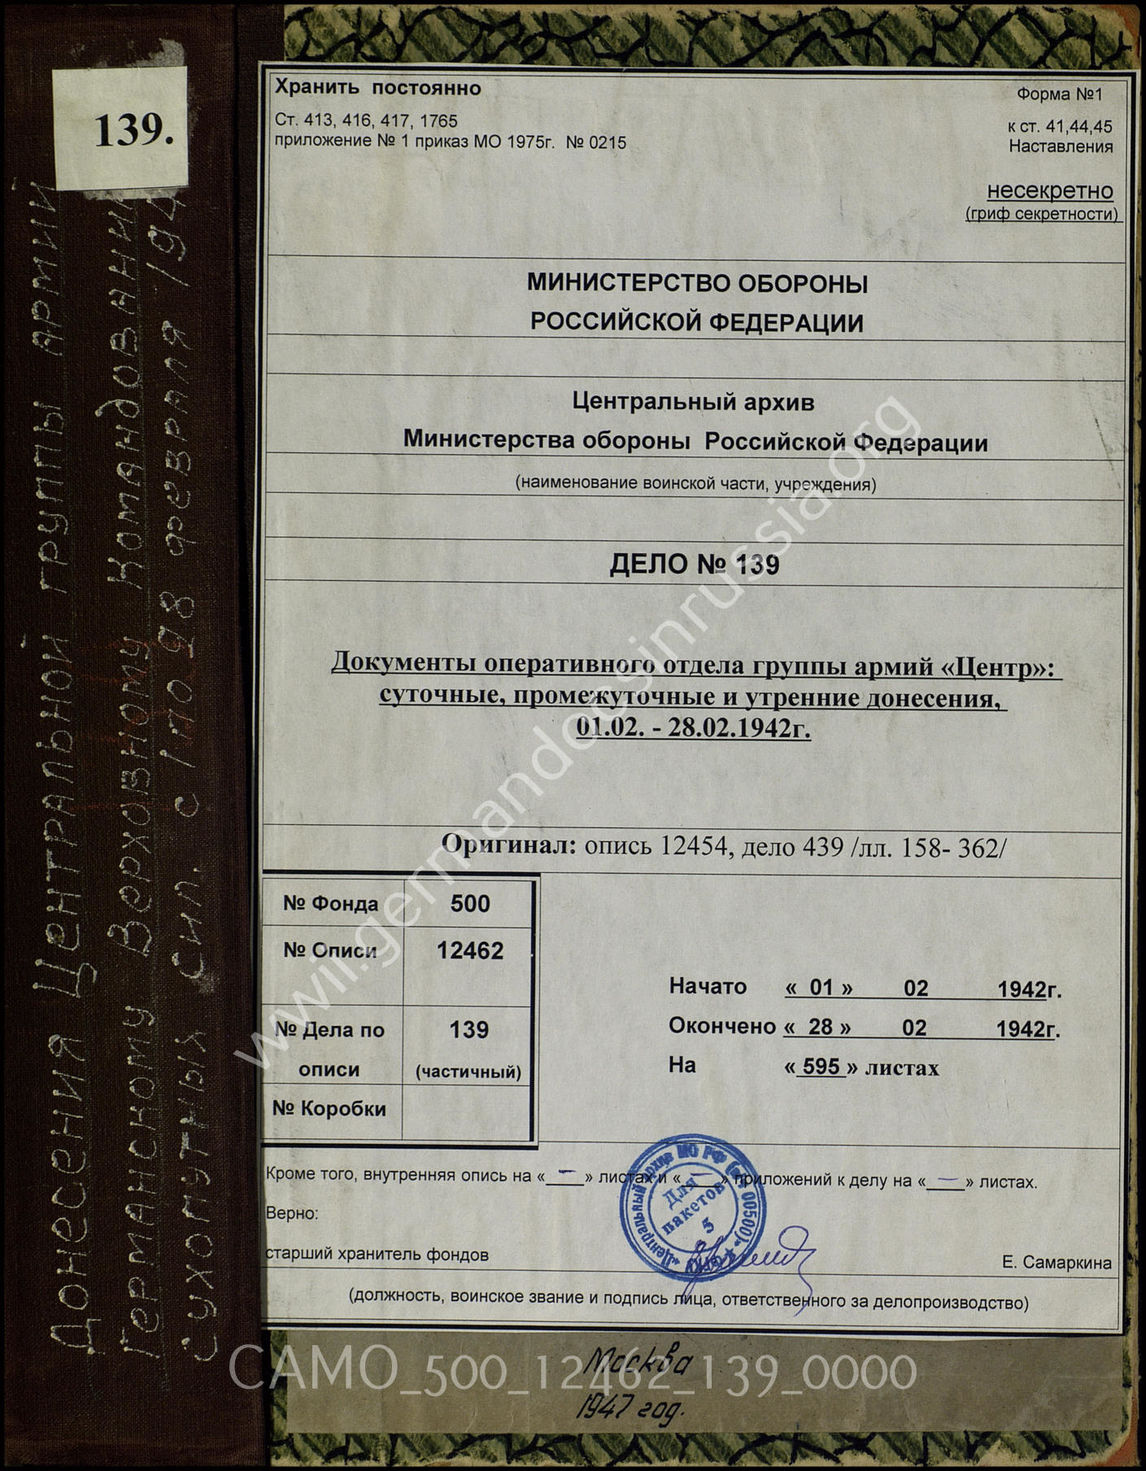 139.
Донесения Центральной группы армий
Германскому Верховному Командованию
Сухопутных Сил. с 1 по 28 февраля 194
Хранить постоянно
Ст. 413, 416, 417, 1765
приложение № 1 приказ МО 1975г. № 0215
Форма №1
к ст. 41,44,45
Наставления
несекретно
(гриф секретности)
МИНИСТЕРСТВО ОБОРОНЫ
РОССИЙСКОЙ ФЕДЕРАЦИИ
Центральный архив
Министерства обороны Российской Федерации
(наименование воинской части, учреждения)
ДЕЛО № 139
Документы оперативного отдела группы армий «Центр»:
суточные, промежуточные и утренние донесения,
01.02. - 28.02.1942г.
Оригинал: опись 12454, дело 439 /лл. 158- 362/
№ Фонда 500
№ Описи 12462
№ Дела по описи 139 (частичный)
№ Коробки
Начато « 01 » 02 1942г.
Окончено « 28 » 02 1942г.
На « 595 » листах
Кроме того, внутренняя опись на «—» листах и «—» приложений к делу на «—» листах.
Верно:
старший хранитель фондов
Е. Самаркина
(должность, воинское звание и подпись лица, ответственного за делопроизводство)
Центральный архив МО РФ
Для
пакетов
5
Москва
1947 год.
www.germandocsinrussia.org
CAMO_500_12462_139_0000